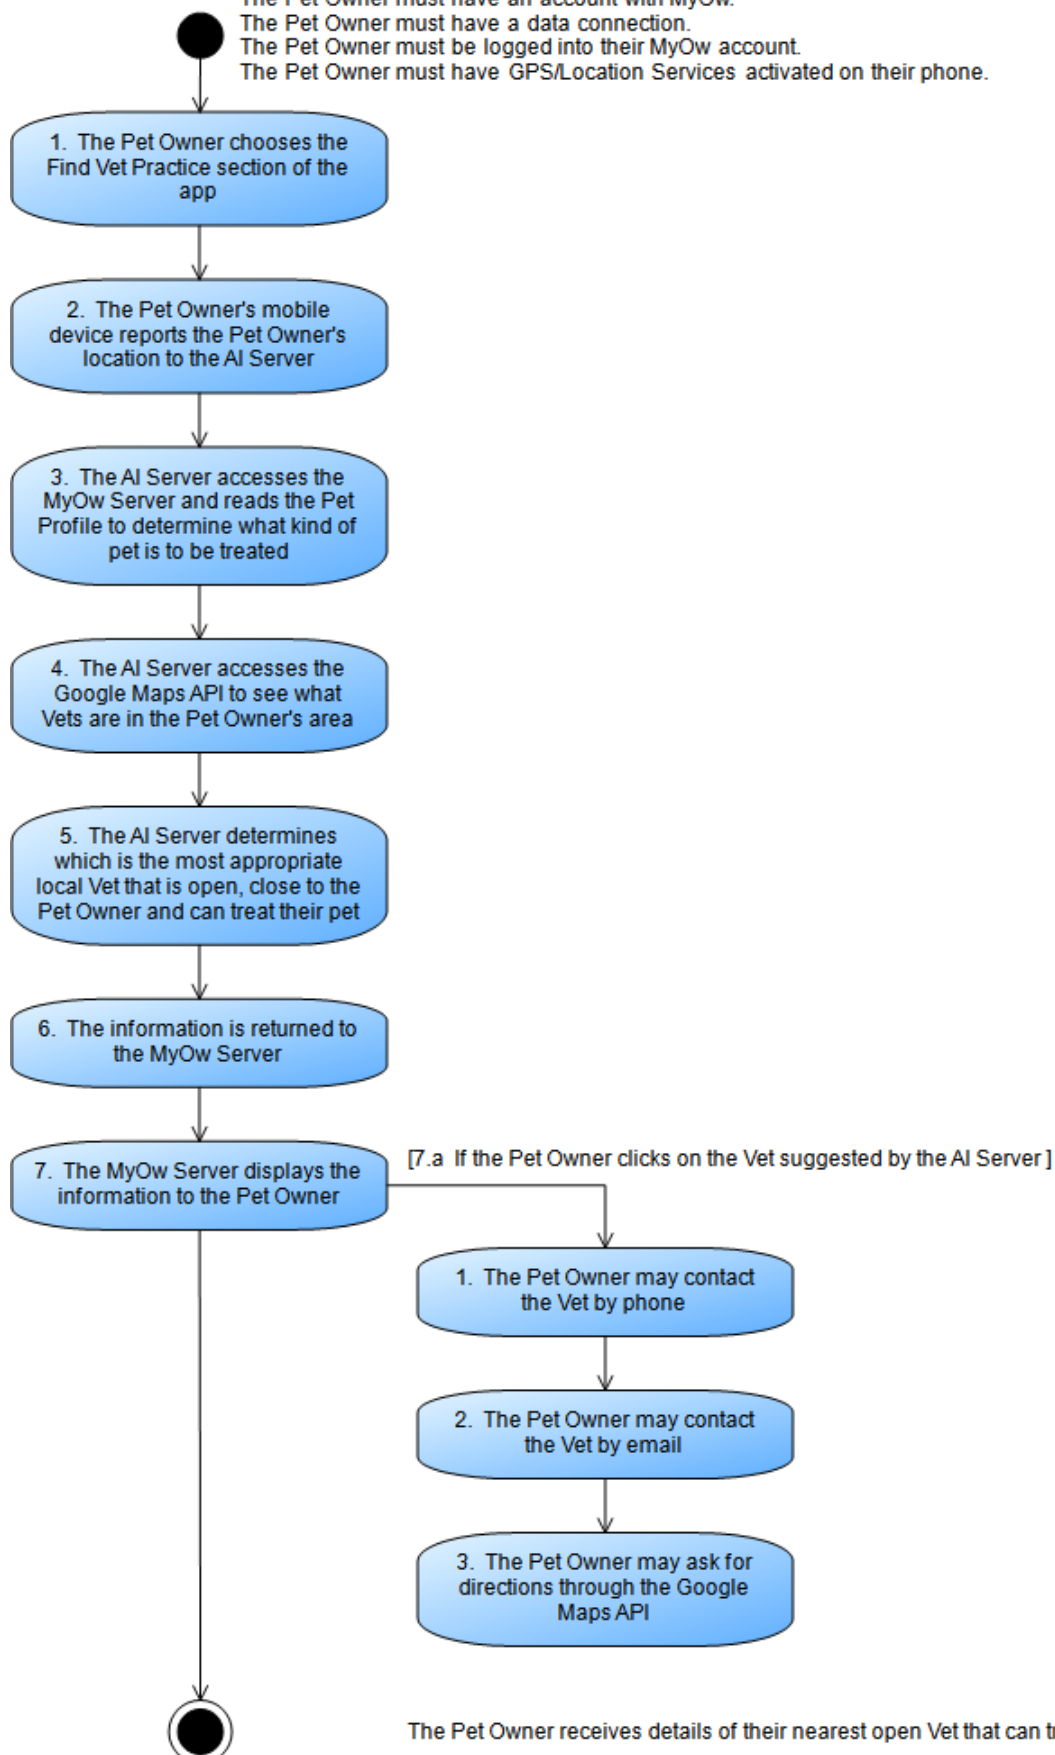 The Pet Owner must have an account with MyOw.
The Pet Owner must have a data connection.
The Pet Owner must be logged into their MyOw account.
The Pet Owner must have GPS/Location Services activated on their phone.
1. The Pet Owner chooses the
Find Vet Practice section of the
app
2. The Pet Owner's mobile
device reports the Pet Owner's
location to the AI Server
3. The AI Server accesses the
MyOw Server and reads the Pet
Profile to determine what kind of
pet is to be treated
4. The AI Server accesses the
Google Maps API to see what
Vets are in the Pet Owner's area
5. The AI Server determines
which is the most appropriate
local Vet that is open, close to the
Pet Owner and can treat their pet
6. The information is returned to
the MyOw Server
7. The MyOw Server displays the
information to the Pet Owner
[7.a If the Pet Owner clicks on the Vet suggested by the AI Server ]
1. The Pet Owner may contact
the Vet by phone
2. The Pet Owner may contact
the Vet by email
3. The Pet Owner may ask for
directions through the Google
Maps API
The Pet Owner receives details of their nearest open Vet that can